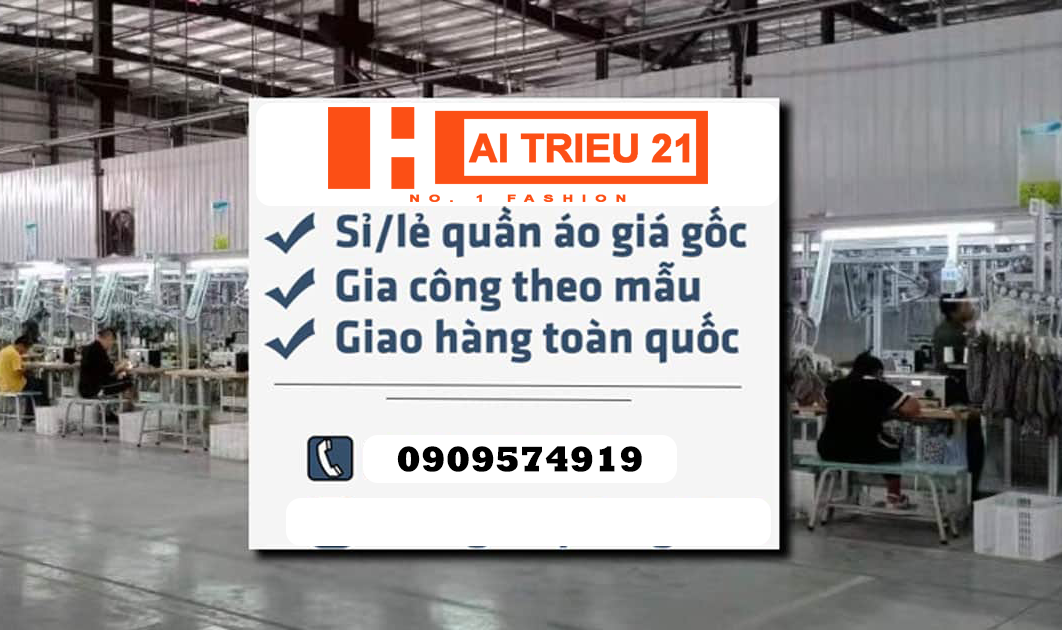 HAI TRIEU 21
NO. 1 FASHION
Sỉ/lẻ quần áo giá gốc
Gia công theo mẫu
Giao hàng toàn quốc
0909574919